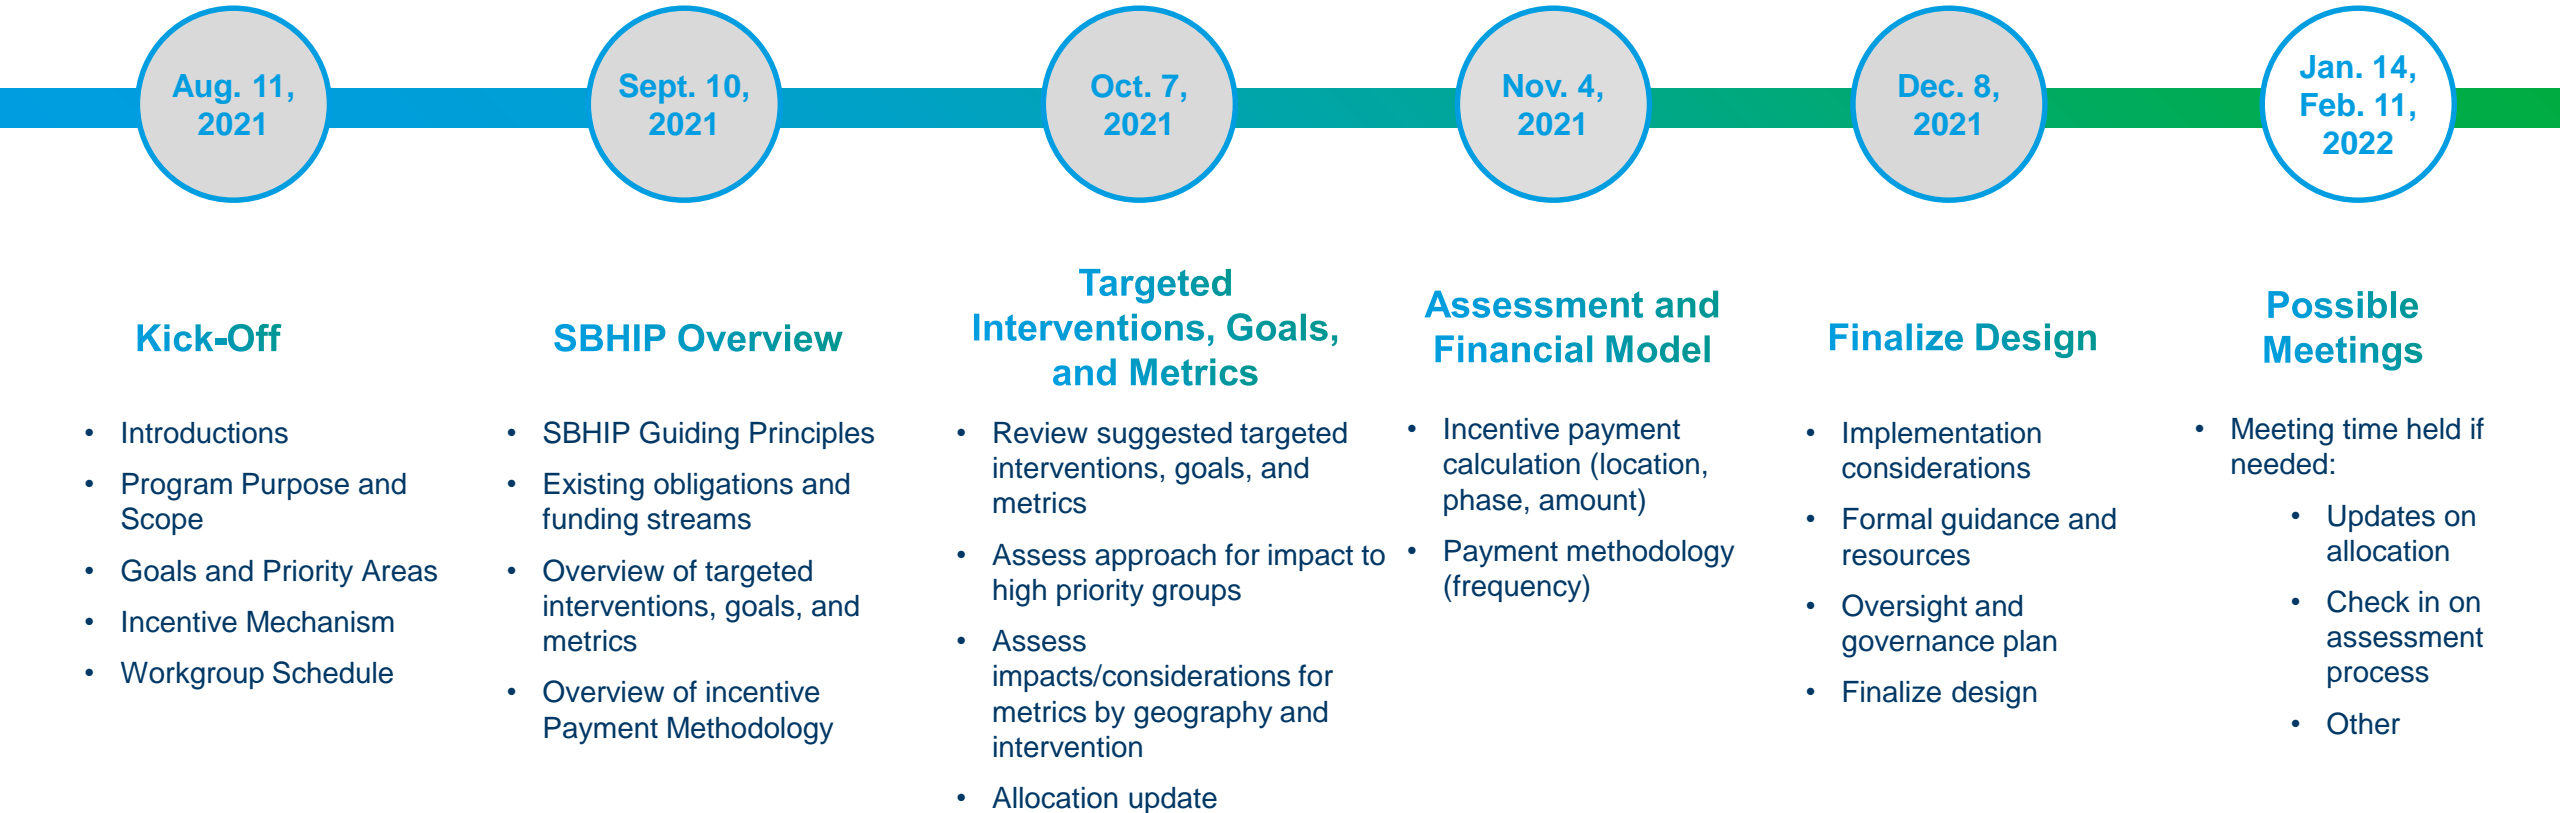 Aug. 11,
2021
Sept. 10,
2021
Oct. 7,
2021
Nov. 4,
2021
Dec. 8,
2021
Jan. 14,
Feb. 11,
2022
Kick-Off
• Introductions
• Program Purpose and
Scope
• Goals and Priority Areas
• Incentive Mechanism
• Workgroup Schedule
SBHIP Overview
• SBHIP Guiding Principles
• Existing obligations and
funding streams
• Overview of targeted
interventions, goals, and
metrics
• Overview of incentive
Payment Methodology
Targeted
Interventions, Goals,
and Metrics
• Review suggested targeted
interventions, goals, and
metrics
• Assess approach for impact to
high priority groups
• Assess
impacts/considerations for
metrics by geography and
intervention
• Allocation update
Assessment and
Financial Model
• Incentive payment
calculation (location,
phase, amount)
• Payment methodology
(frequency)
Finalize Design
• Implementation
considerations
• Formal guidance and
resources
• Oversight and
governance plan
• Finalize design
Possible
Meetings
• Meeting time held if
needed:
• Updates on
allocation
• Check in on
assessment
process
• Other